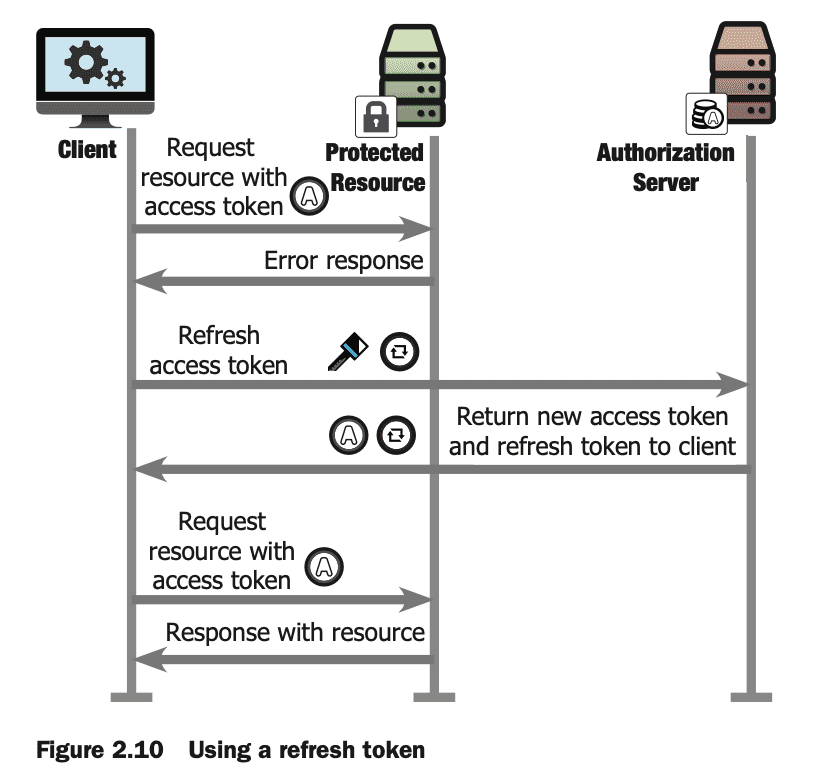 Client
Protected
Resource
Authorization
Server
Request
resource with
access token
A
Error response
Refresh
access token
Return new access token
and refresh token to client
A
Request
resource with
access token
A
Response with resource
Figure 2.10 Using a refresh token